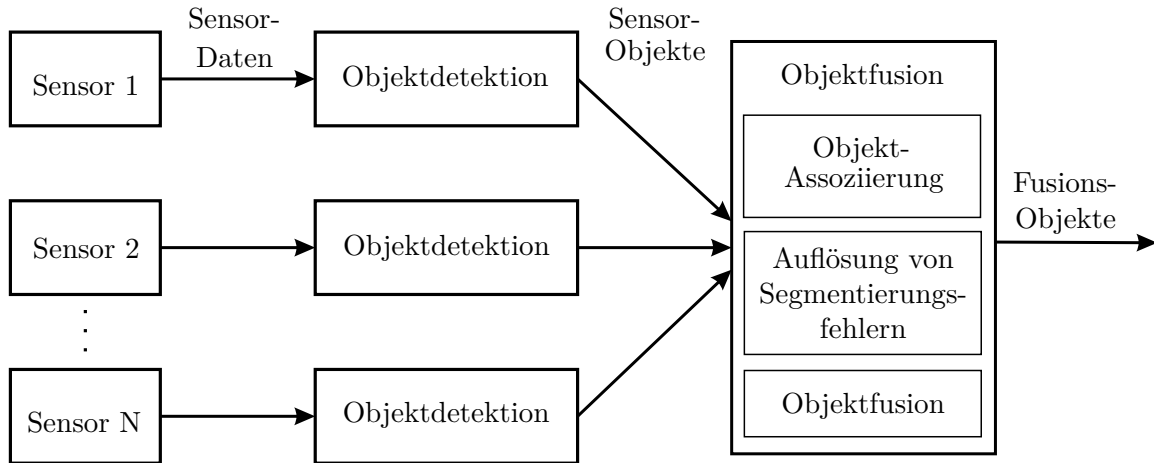 Sensor-
Daten
Sensor 1
Objektdetektion
Sensor-
Objekte
Sensor 2
Objektdetektion
Sensor N
Objektdetektion
Objektfusion
Objekt-
Assoziierung
Auflösung von
Segmentierungs-
fehlern
Objektfusion
Fusions-
Objekte